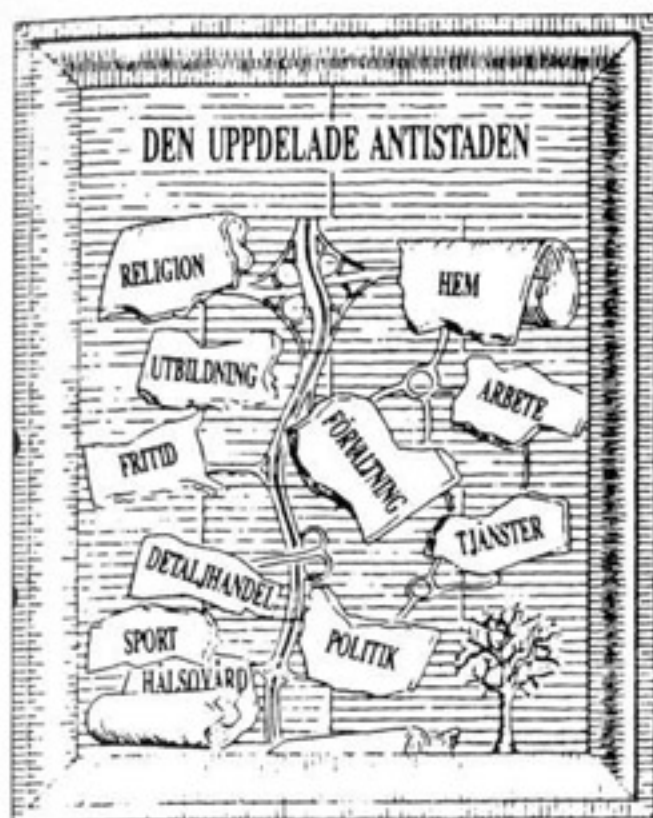 DEN UPPDELADE ANTISTADEN
RELIGION
HEM
UTBILDNING
ARBETE
FRITID
FÖRVALTNING
TJÄNSTER
DETALJHANDEL
SPORT
POLITIK
HÄLSOVÅRD